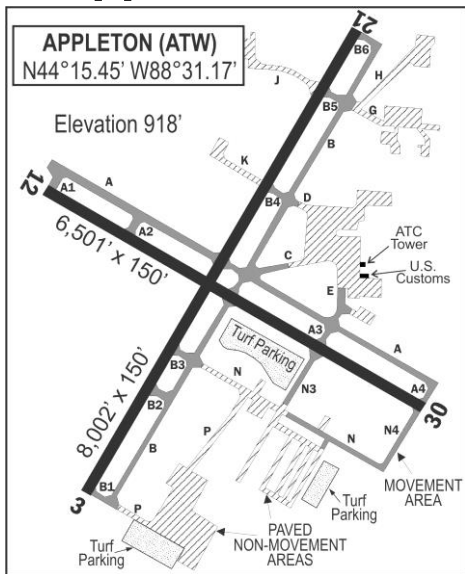 APPLETON (ATW)
N44°15.45' W88°31.17'
Elevation 918'
21
B6
H
J
B5
G
B
K
B4
D
12
A1
A
A2
6,501' x 150'
C
ATC
Tower
U.S.
Customs
E
A3
Turf Parking
A
A4
30
8,002' x 150'
B3
N
N3
B2
P
N
N4
B
MOVEMENT
AREA
B1
3
P
Turf
Parking
PAVED
NON-MOVEMENT
AREAS
Turf
Parking